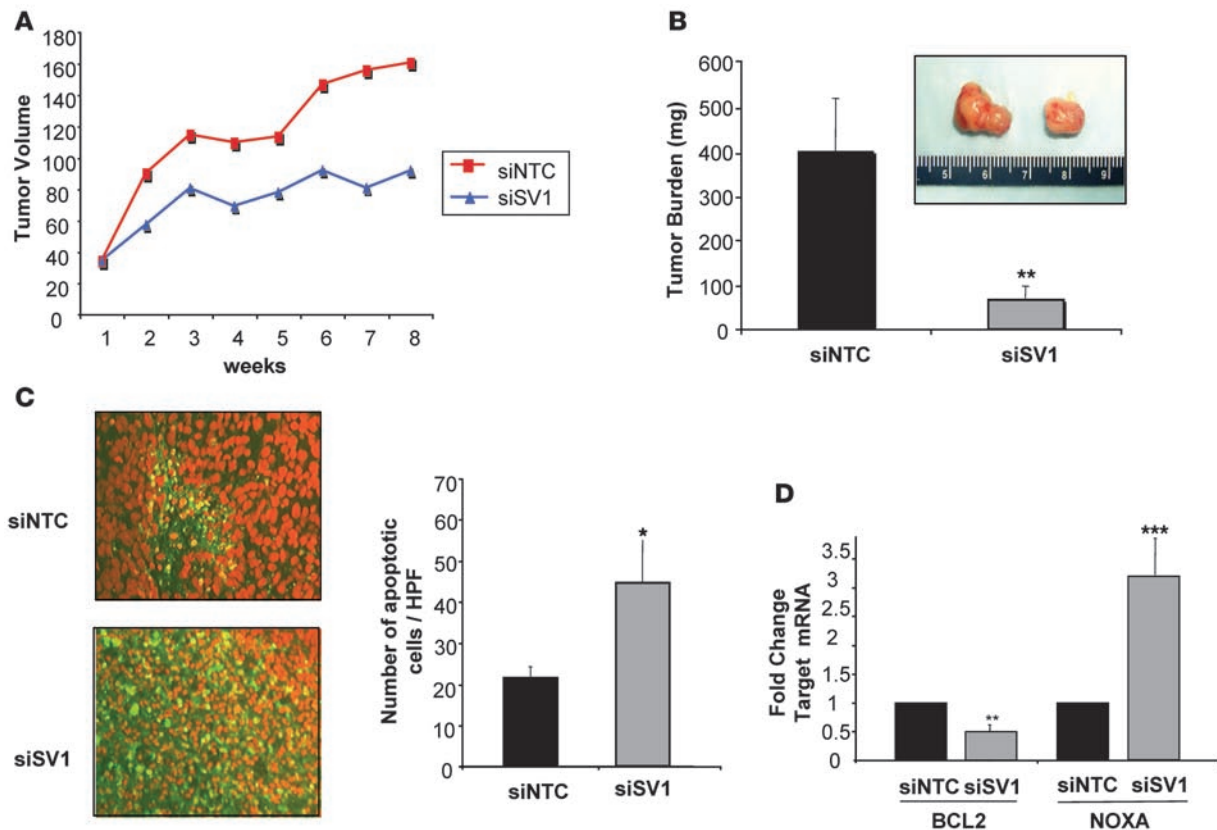 A
180
160
140
120
100
80
60
40
20
0
Tumor Volume
1 2 3 4 5 6 7 8
weeks
siNTC
siSV1
B
600
500
400
300
400
200
100
0
Tumor Burden (mg)
**
siNTC siSV1
5 6 7 8 9
C
siNTC
siSV1
70
60
45
40
30
20
10
0
Number of apoptotic
cells / HPF
*
siNTC siSV1
D
3.5
3
2.5
2
1.5
1
0.5
0
Fold Change
Target mRNA
**
***
siNTC siSV1 siNTC siSV1
BCL2 NOXA